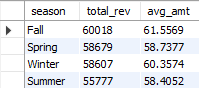 season total_rev avg_amt
Fall 60018 61.5569
Spring 58679 58.7377
Winter 58607 60.3574
Summer 55777 58.4052